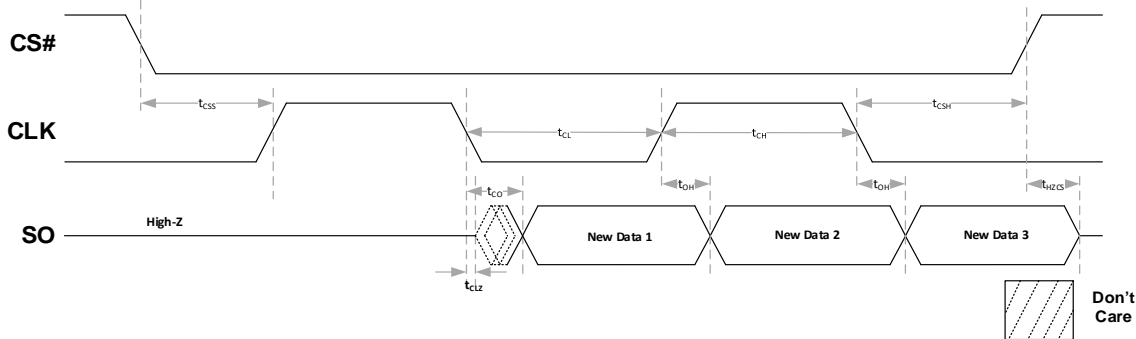 CS#
tCSS
tCSH
CLK
tCL
tCH
tCO
tOH
tOH
tHZCS
High-Z
SO
New Data 1
New Data 2
New Data 3
tCLZ
Don't
Care